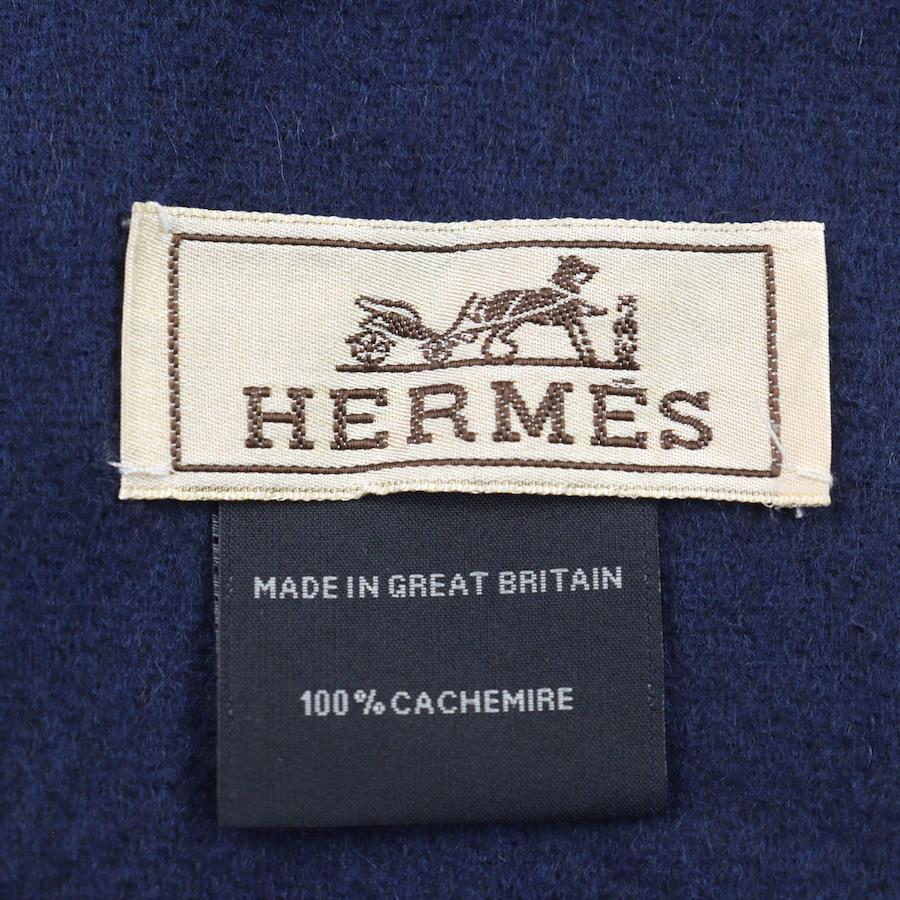 HERMÈS
MADE IN GREAT BRITAIN
100% CACHEMIRE